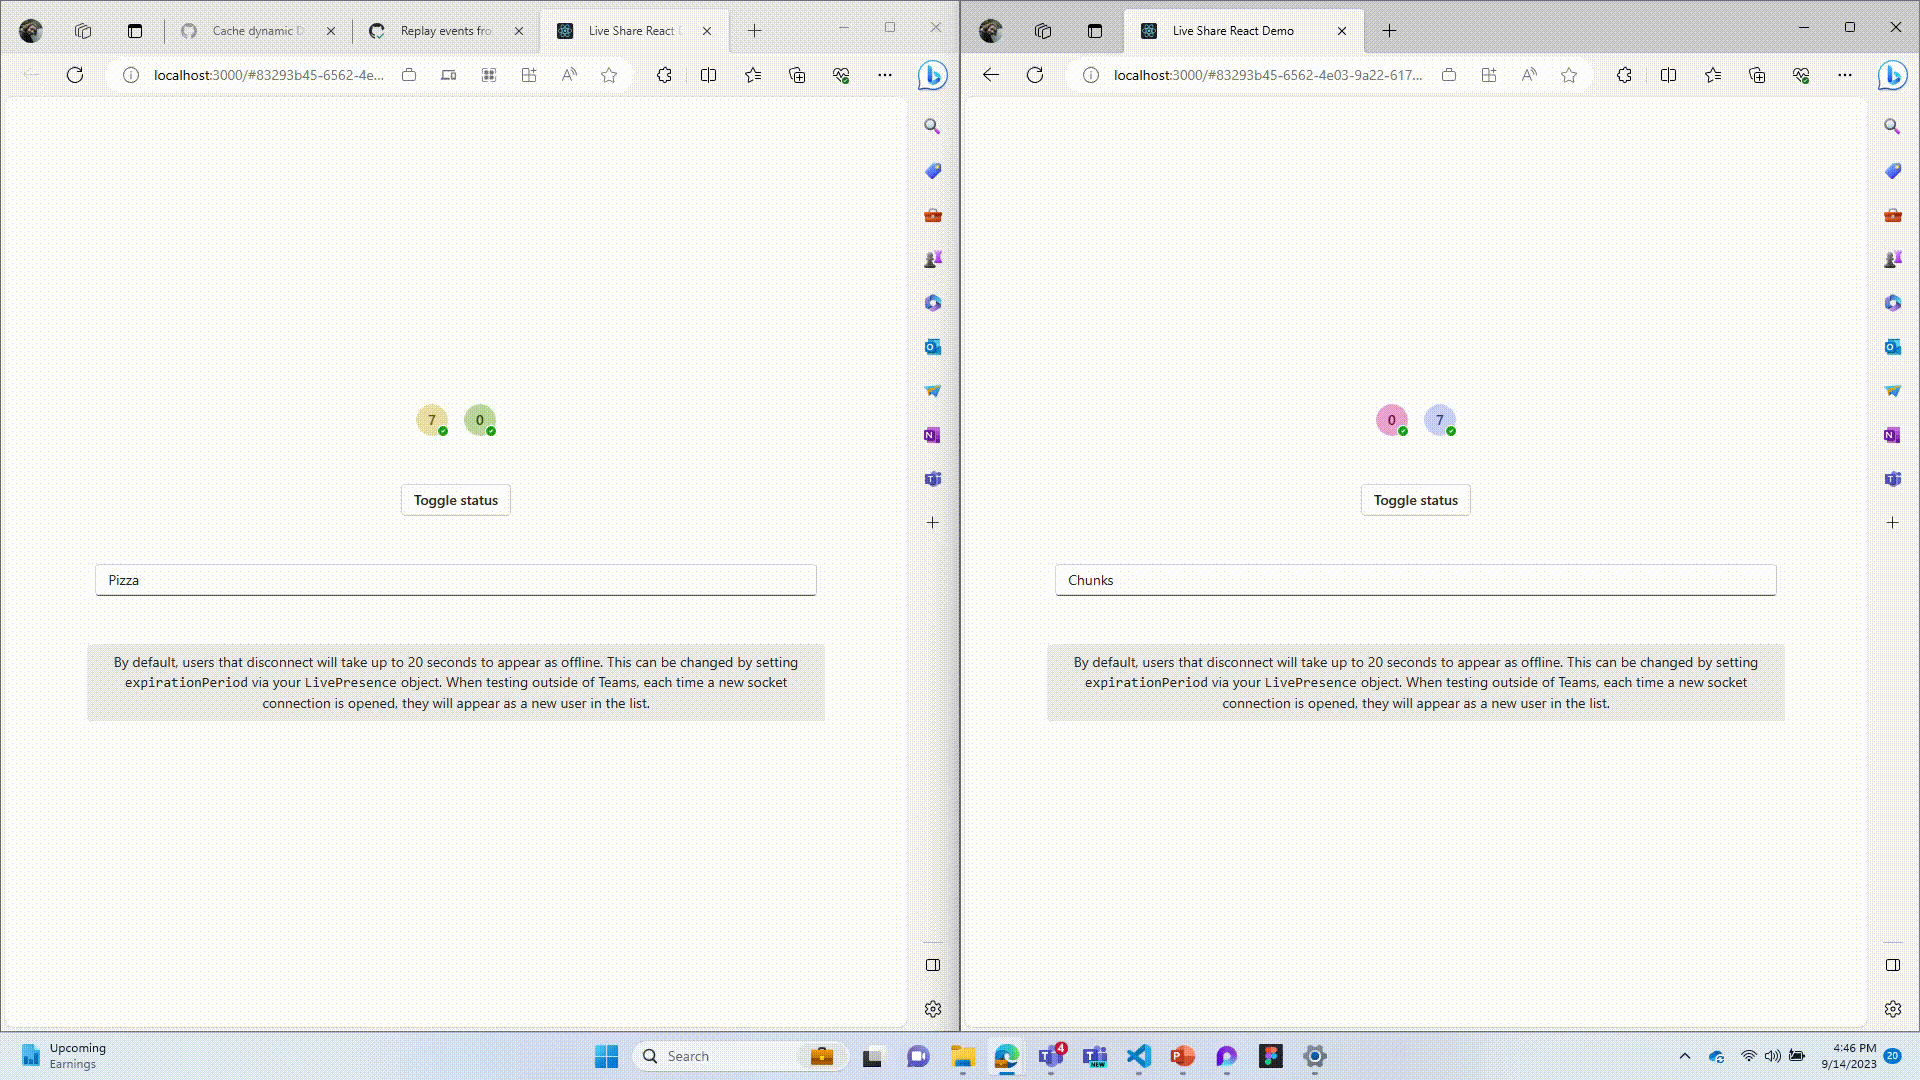 Cache dynamic D
Replay events fro
Live Share React D
localhost:3000/#83293b45-6562-4e...
7
0
Toggle status
Pizza
By default, users that disconnect will take up to 20 seconds to appear as offline. This can be changed by setting
expirationPeriod via your LivePresence object. When testing outside of Teams, each time a new socket
connection is opened, they will appear as a new user in the list.
Live Share React Demo
localhost:3000/#83293b45-6562-4e03-9a22-617...
0
7
Toggle status
Chunks
By default, users that disconnect will take up to 20 seconds to appear as offline. This can be changed by setting
expirationPeriod via your LivePresence object. When testing outside of Teams, each time a new socket
connection is opened, they will appear as a new user in the list.
Upcoming
Earnings
Search
4
NEW
4:46 PM
9/14/2023
20